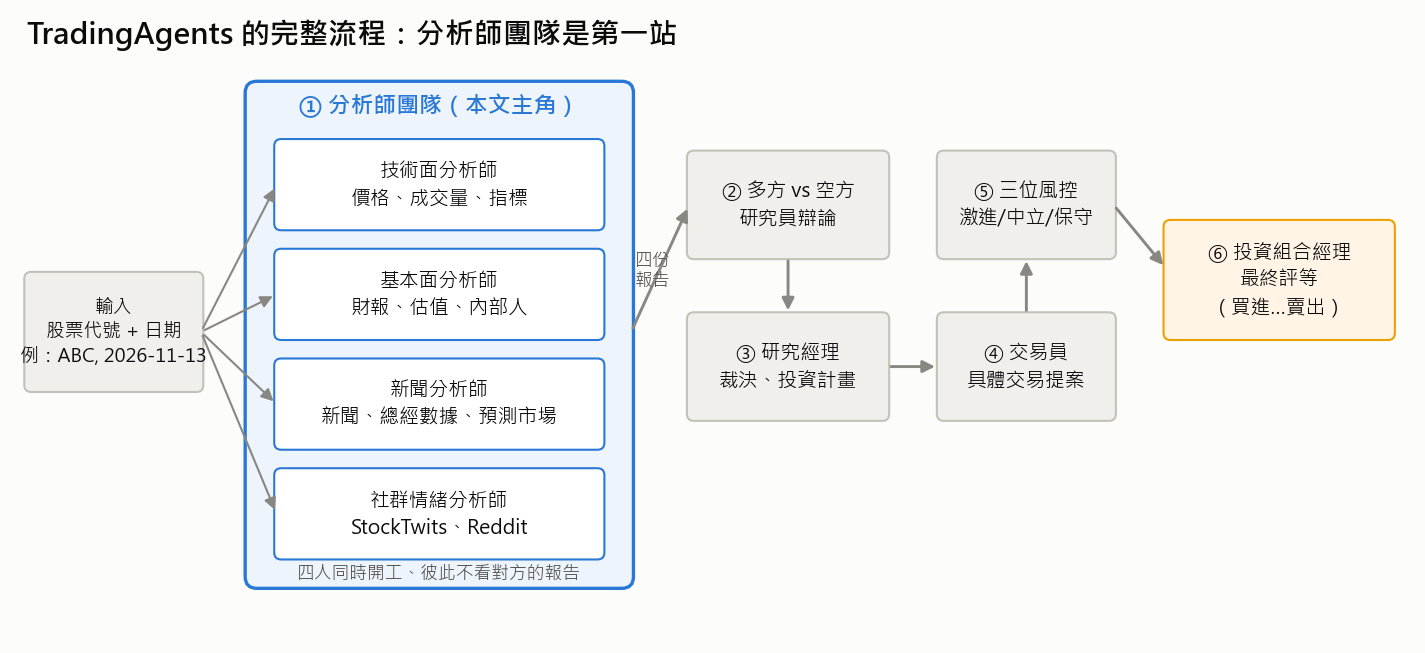 TradingAgents 的完整流程：分析師團隊是第一站
① 分析師團隊（本文主角）
技術面分析師
價格、成交量、指標
基本面分析師
財報、估值、內部人
新聞分析師
新聞、總經數據、預測市場
社群情緒分析師
StockTwits、Reddit
四人同時開工、彼此不看對方的報告
輸入
股票代號 + 日期
例：ABC, 2026-11-13
四份
報告
② 多方 vs 空方
研究員辯論
③ 研究經理
裁決、投資計畫
④ 交易員
具體交易提案
⑤ 三位風控
激進/中立/保守
⑥ 投資組合經理
最終評等
（買進…賣出）